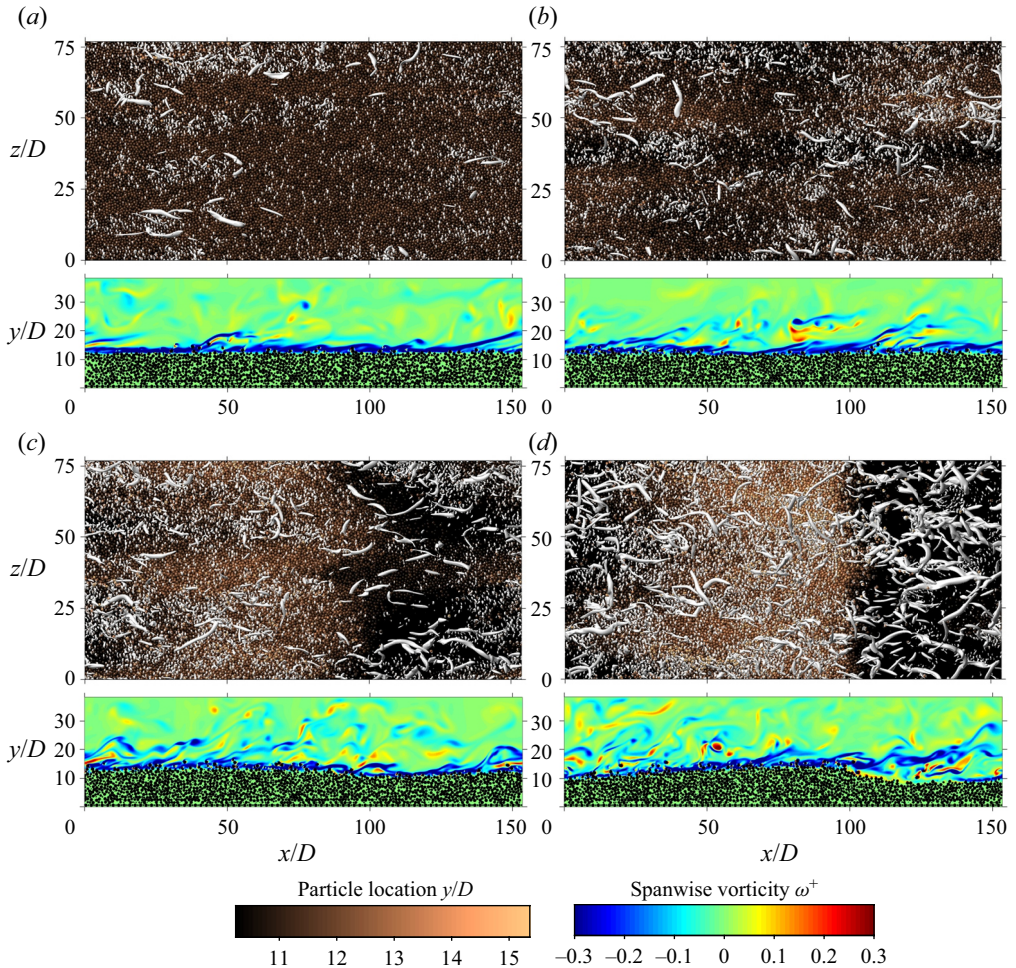 (a) (b)
75 75
50 50
z/D
25 25
0 0
30 30
y/D 20 20
10 10
0 50 100 150 0 50 100 150
(c) (d)
75 75
50 50
z/D
25 25
0 0
30 30
y/D 20 20
10 10
0 50 100 150 0 50 100 150
x/D x/D
Particle location y/D Spanwise vorticity ω+
11 12 13 14 15 −0.3 −0.2 −0.1 0 0.1 0.2 0.3